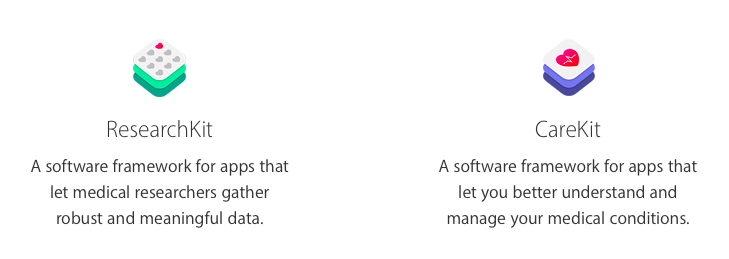 ResearchKit
A software framework for apps that
let medical researchers gather
robust and meaningful data.
CareKit
A software framework for apps that
let you better understand and
manage your medical conditions.